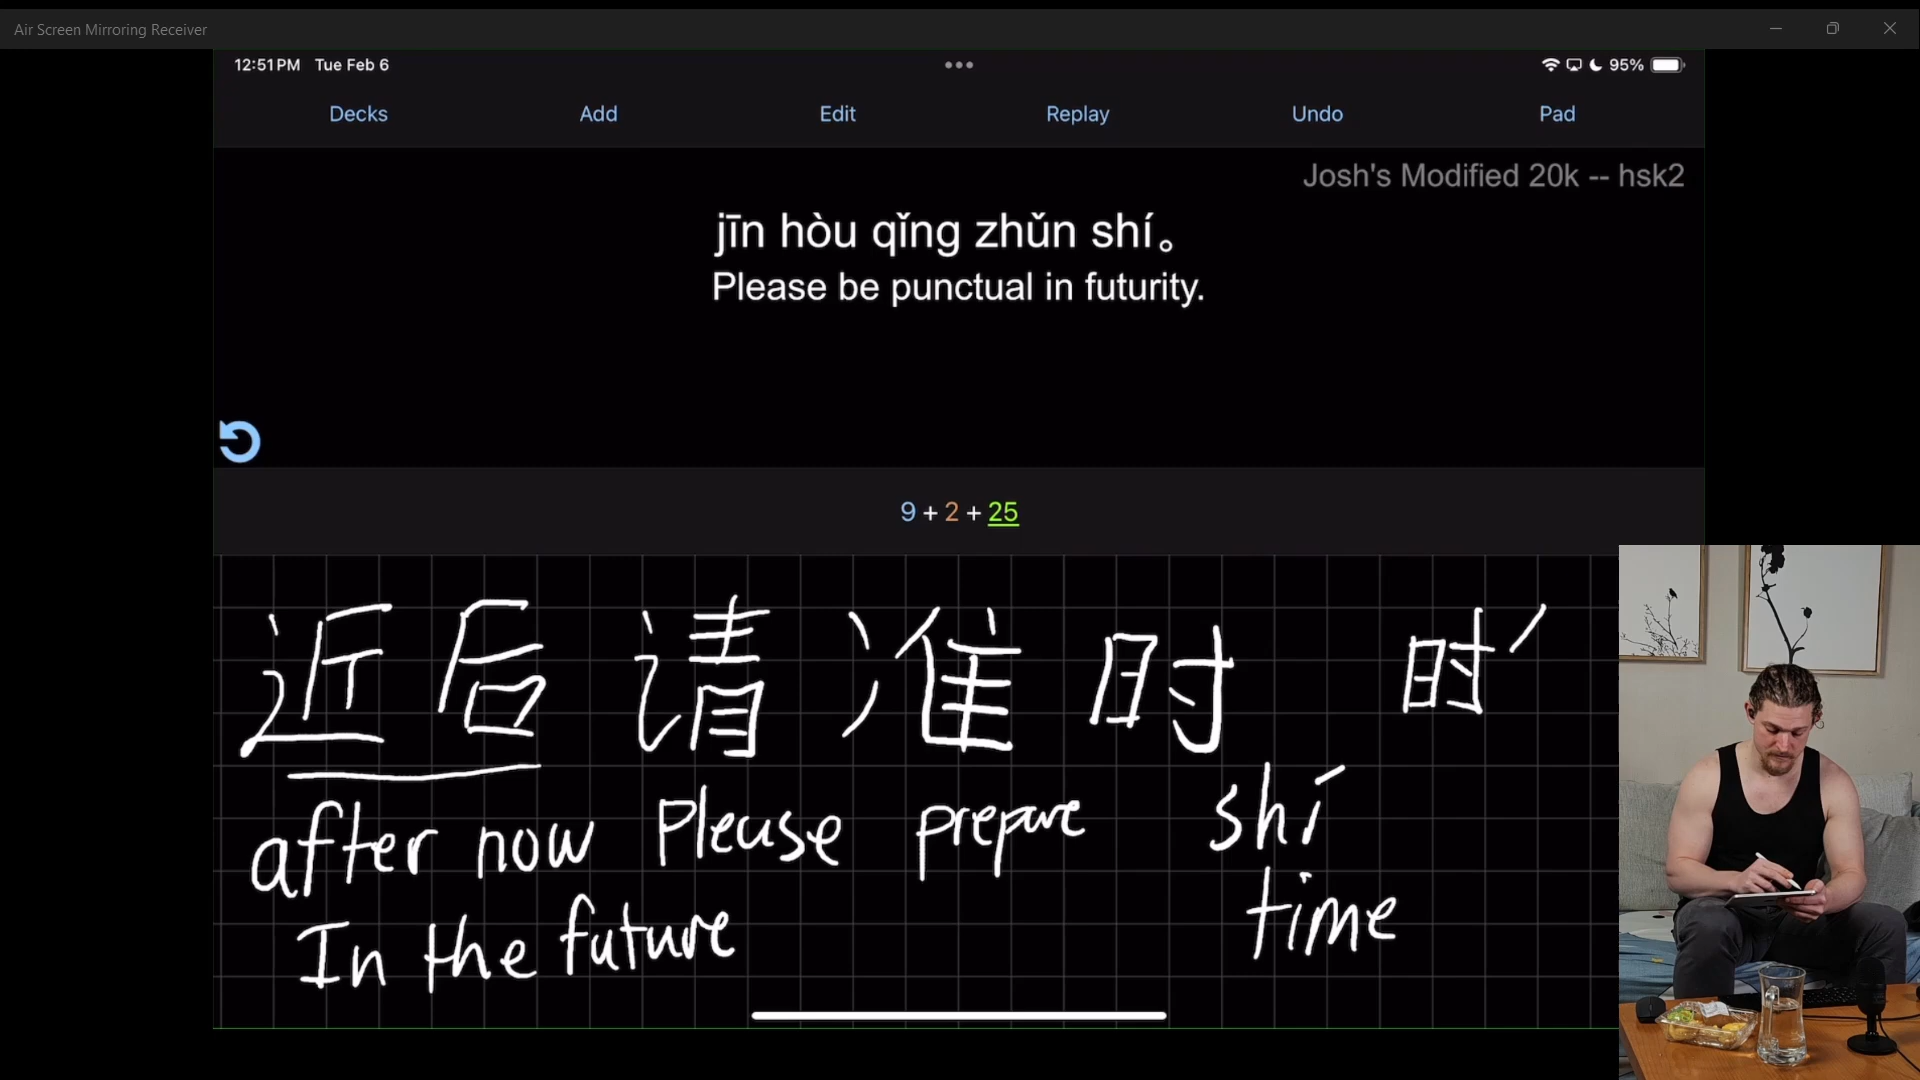 Air Screen Mirroring Receiver
12:51 PM Tue Feb 6
95%
Decks Add Edit Replay Undo Pad
Josh's Modified 20k -- hsk2
jīn hòu qǐng zhǔn shí。
Please be punctual in futurity.
9 + 2 + 25
近后 请 准 时 时
after now Please prepare shí
In the future time